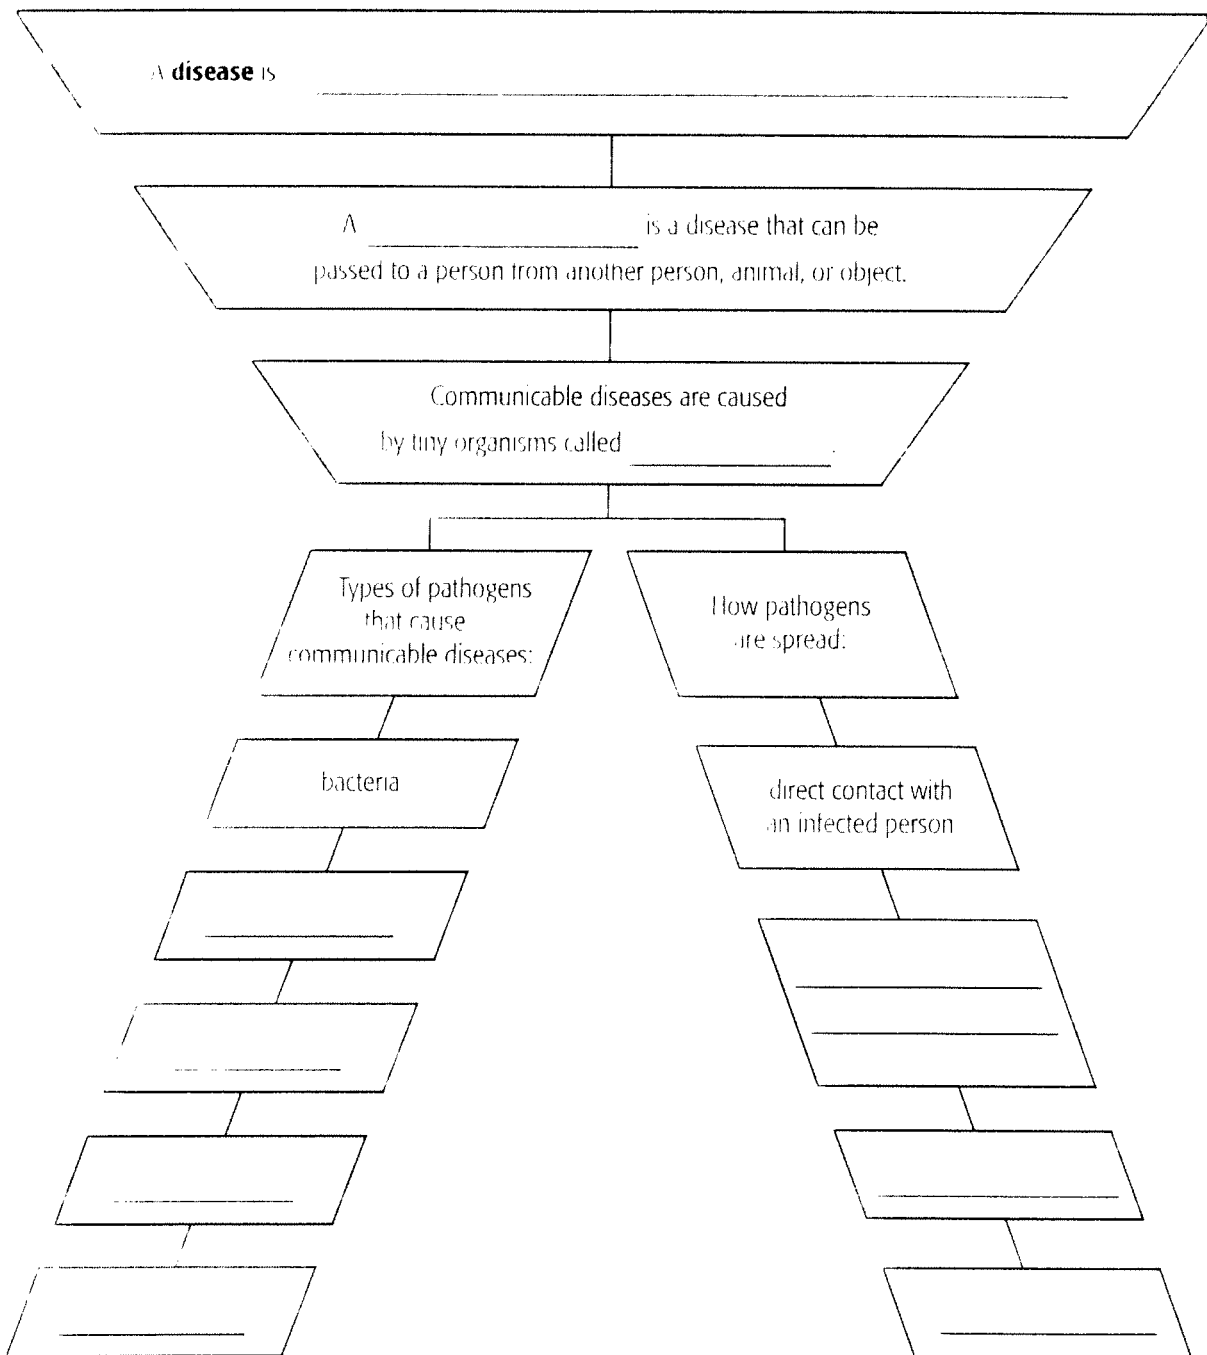 A disease is
A is a disease that can be
passed to a person from another person, animal, or object.
Communicable diseases are caused
by tiny organisms called .
Types of pathogens
that cause
communicable diseases:
How pathogens
are spread:
bacteria
direct contact with
an infected person